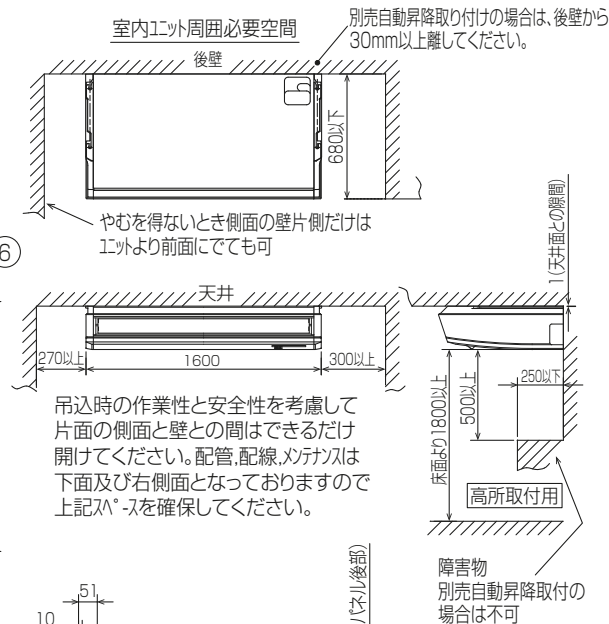 室内ユニット周囲必要空間
別売自動昇降取り付けの場合は、後壁から
30mm以上離してください。
後壁
680以下
やむを得ないとき側面の壁片側だけは
ユニットより前面にでても可
6
1(天井面との隙間)
天井
270以上
1600
300以上
床面より1800以上
500以上
250以下
吊込時の作業性と安全性を考慮して
片面の側面と壁との間はできるだけ
開けてください。配管,配線,メンテナンスは
下面及び右側面となっておりますので
上記スペースを確保してください。
高所取付用
障害物
別売自動昇降取付の
場合は不可
51
10
パネル後部)